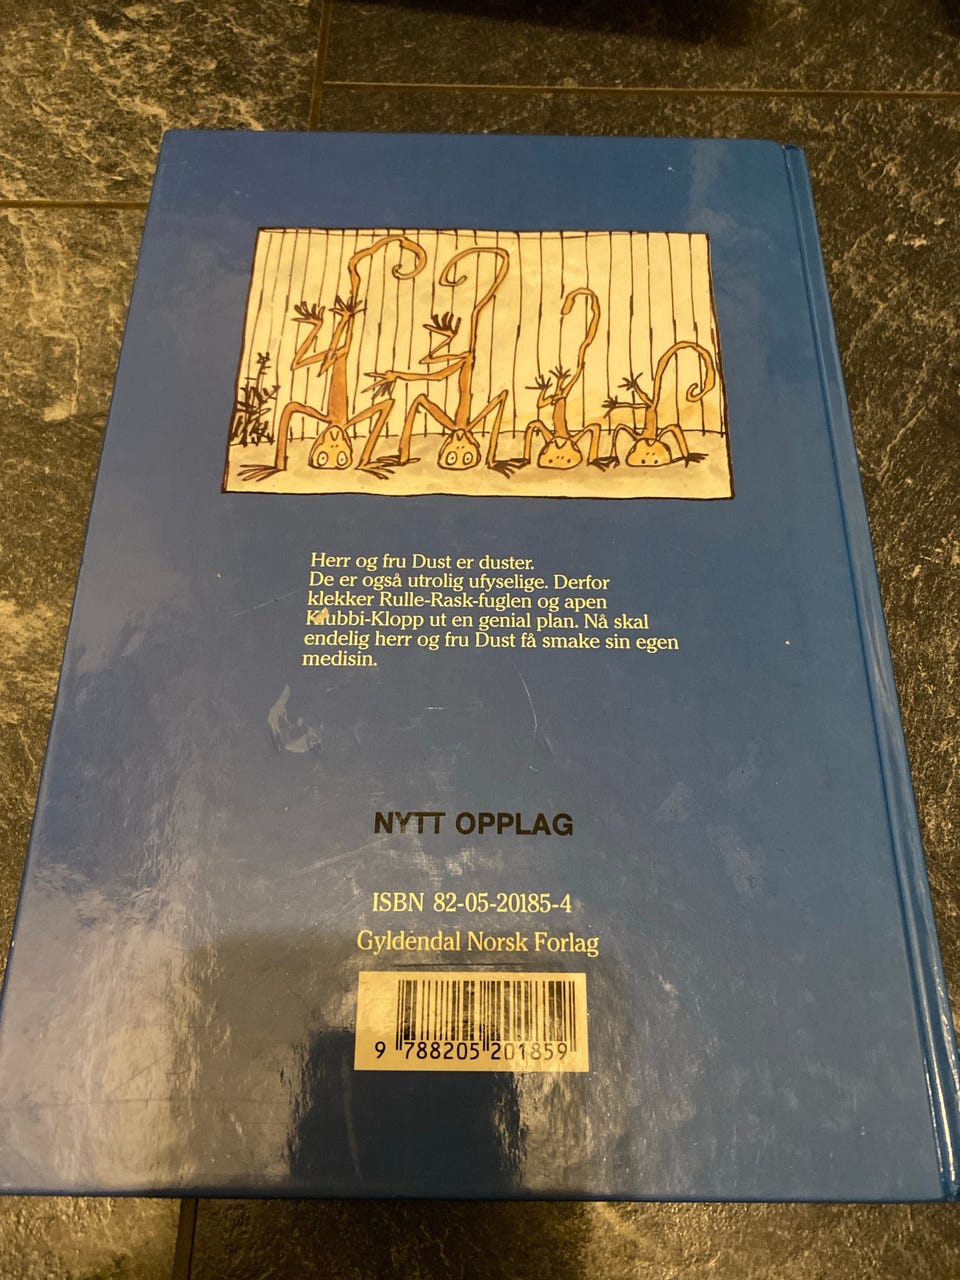 Herr og fru Dust er duster.
De er også utrolig ufyselige. Derfor
klekker Rulle-Rask-fuglen og apen
Klubbi-Klopp ut en genial plan. Nå skal
endelig herr og fru Dust få smake sin egen
medisin.
NYTT OPPLAG
ISBN 82-05-20185-4
Gyldendal Norsk Forlag
9 788205 201859